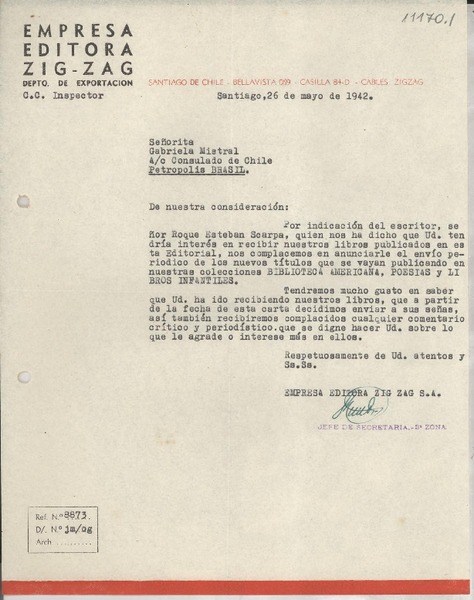 11170.1
EMPRESA
EDITORA
ZIG-ZAG
DEPTO. DE EXPORTACION
SANTIAGO DE CHILE - BELLAVISTA 069 - CASILLA 84-D - CABLES ZIGZAG
C.C. Inspector
Santiago,26 de mayo de 1942.
Señorita
Gabriela Mistral
A/c Consulado de Chile
Petropolis BRASIL.
De nuestra consideración:
Por indicación del escritor, se
ñor Roque Esteban Scarpa, quien nos ha dicho que Ud. ten
dría interés en recibir nuestros libros publicados en es
ta Editorial, nos complacemos en anunciarle el envío pe-
riodico de los nuevos títulos que se vayan publicando en
nuestras colecciones BIBLIOTECA AMERICANA, POESIAS y LI
BROS INFANTILES.
Tendremos mucho gusto en saber
que Ud. ha ido recibiendo nuestros libros, que a partir
de la fecha de esta carta decidimos enviar a sus señas,
así también recibiremos complacidos cualquier comentario
crítico y periodístico.que se digne hacer Ud. sobre lo
que le agrade o interese más en ellos.
Respetuosamente de Ud. atentos y
Ss.Ss.
EMPRESA EDITORA ZIG ZAG S.A.
JEFE DE SECRETARIA,-Bª ZONA
Ref. N.º 8873.
D/. N.º jm/og
Arch ..........